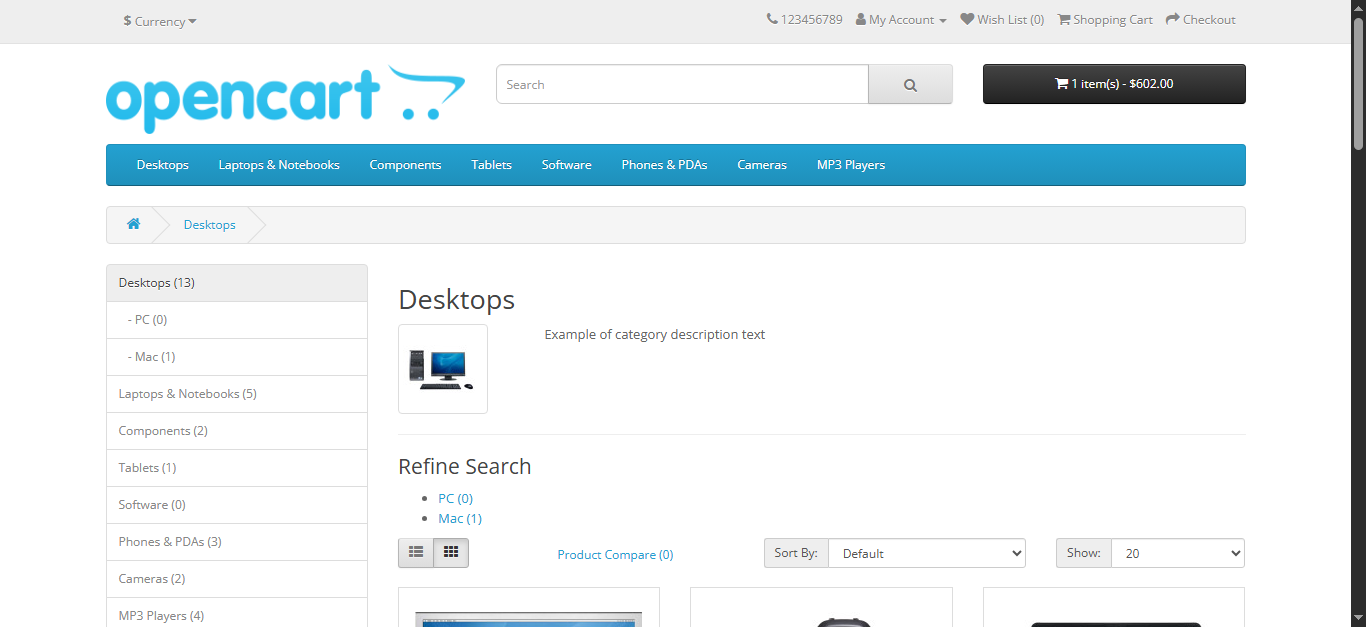 $ Currency
123456789 My Account Wish List (0) Shopping Cart Checkout
opencart
Search
1 item(s) - $602.00
Desktops Laptops & Notebooks Components Tablets Software Phones & PDAs Cameras MP3 Players
Desktops
Desktops (13)
- PC (0)
- Mac (1)
Laptops & Notebooks (5)
Components (2)
Tablets (1)
Software (0)
Phones & PDAs (3)
Cameras (2)
MP3 Players (4)
Desktops
Example of category description text
Refine Search
PC (0)
Mac (1)
Product Compare (0)
Sort By: Default
Show: 20